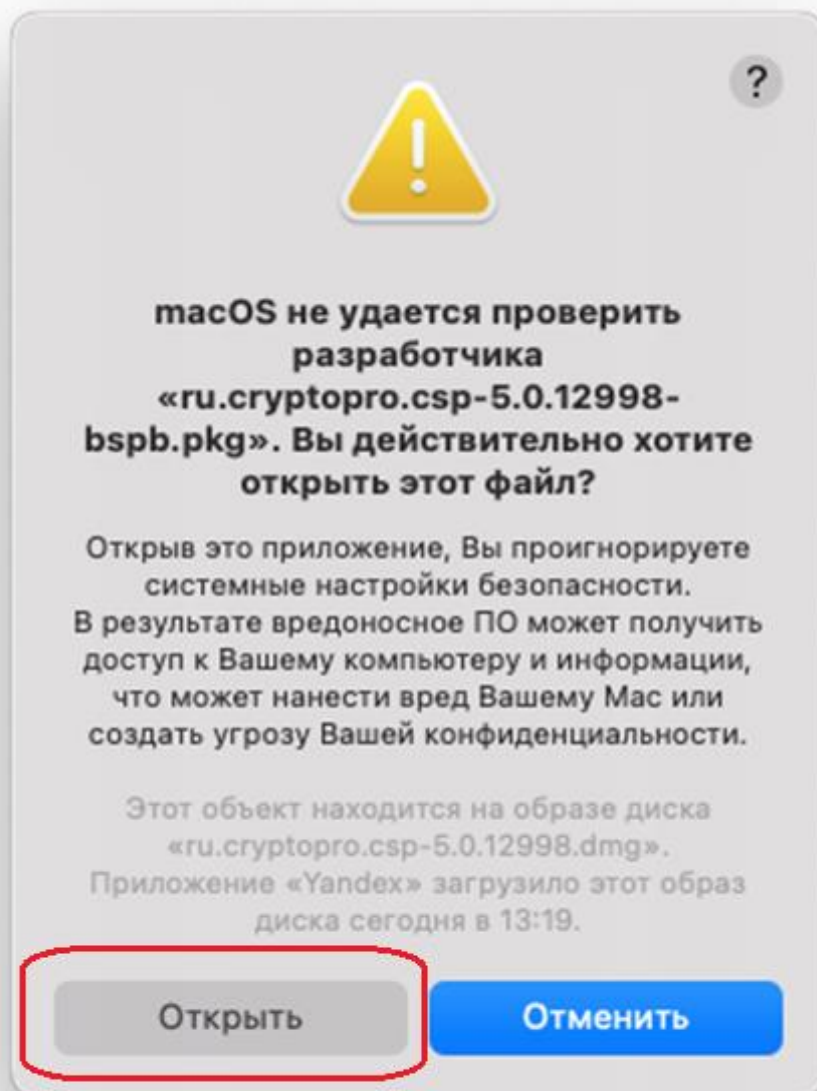 ?
macOS не удается проверить
разработчика
«ru.cryptopro.csp-5.0.12998-
bspb.pkg». Вы действительно хотите
открыть этот файл?
Открыв это приложение, Вы проигнорируете
системные настройки безопасности.
В результате вредоносное ПО может получить
доступ к Вашему компьютеру и информации,
что может нанести вред Вашему Mac или
создать угрозу Вашей конфиденциальности.
Этот объект находится на образе диска
«ru.cryptopro.csp-5.0.12998.dmg».
Приложение «Yandex» загрузило этот образ
диска сегодня в 13:19.
Открыть Отменить